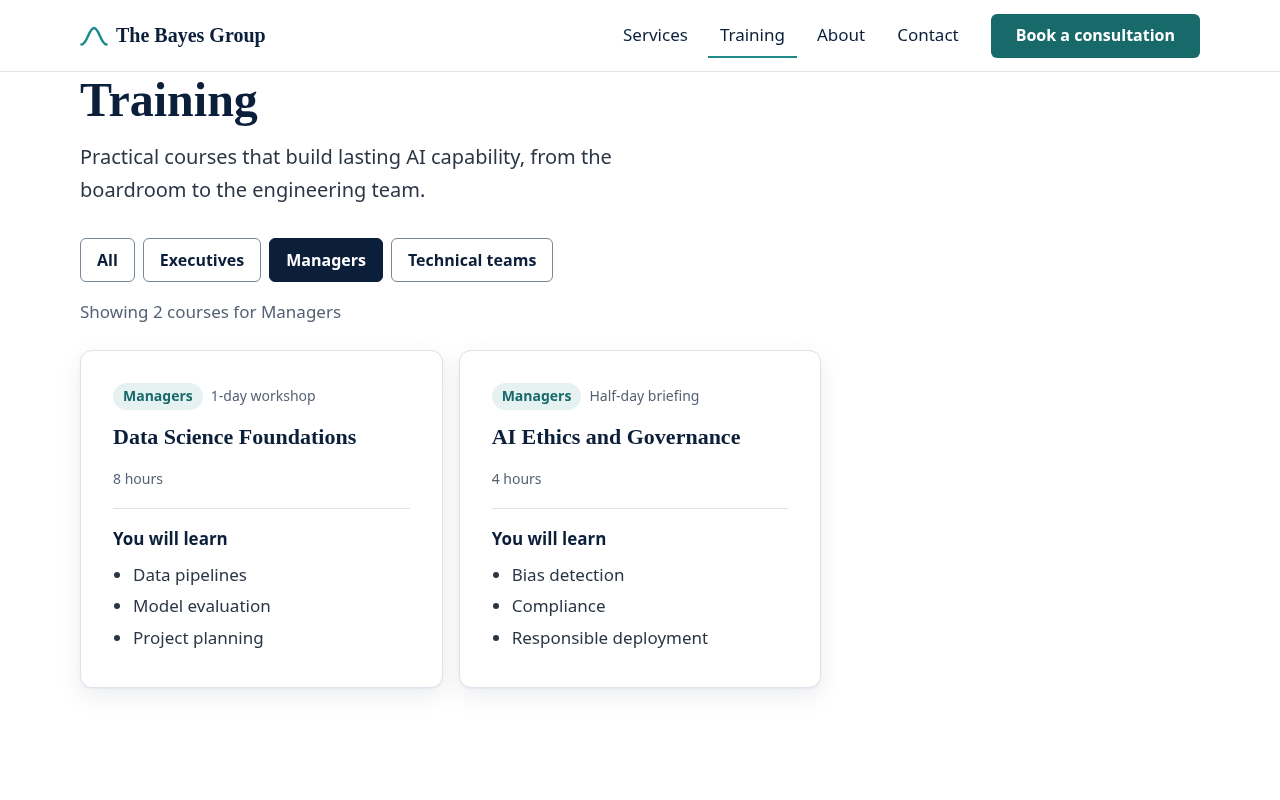 The Bayes Group
Services
Training
About
Contact
Book a consultation
Training
Practical courses that build lasting AI capability, from the
boardroom to the engineering team.
All
Executives
Managers
Technical teams
Showing 2 courses for Managers
Managers
1-day workshop
Data Science Foundations
8 hours
You will learn
Data pipelines
Model evaluation
Project planning
Managers
Half-day briefing
AI Ethics and Governance
4 hours
You will learn
Bias detection
Compliance
Responsible deployment